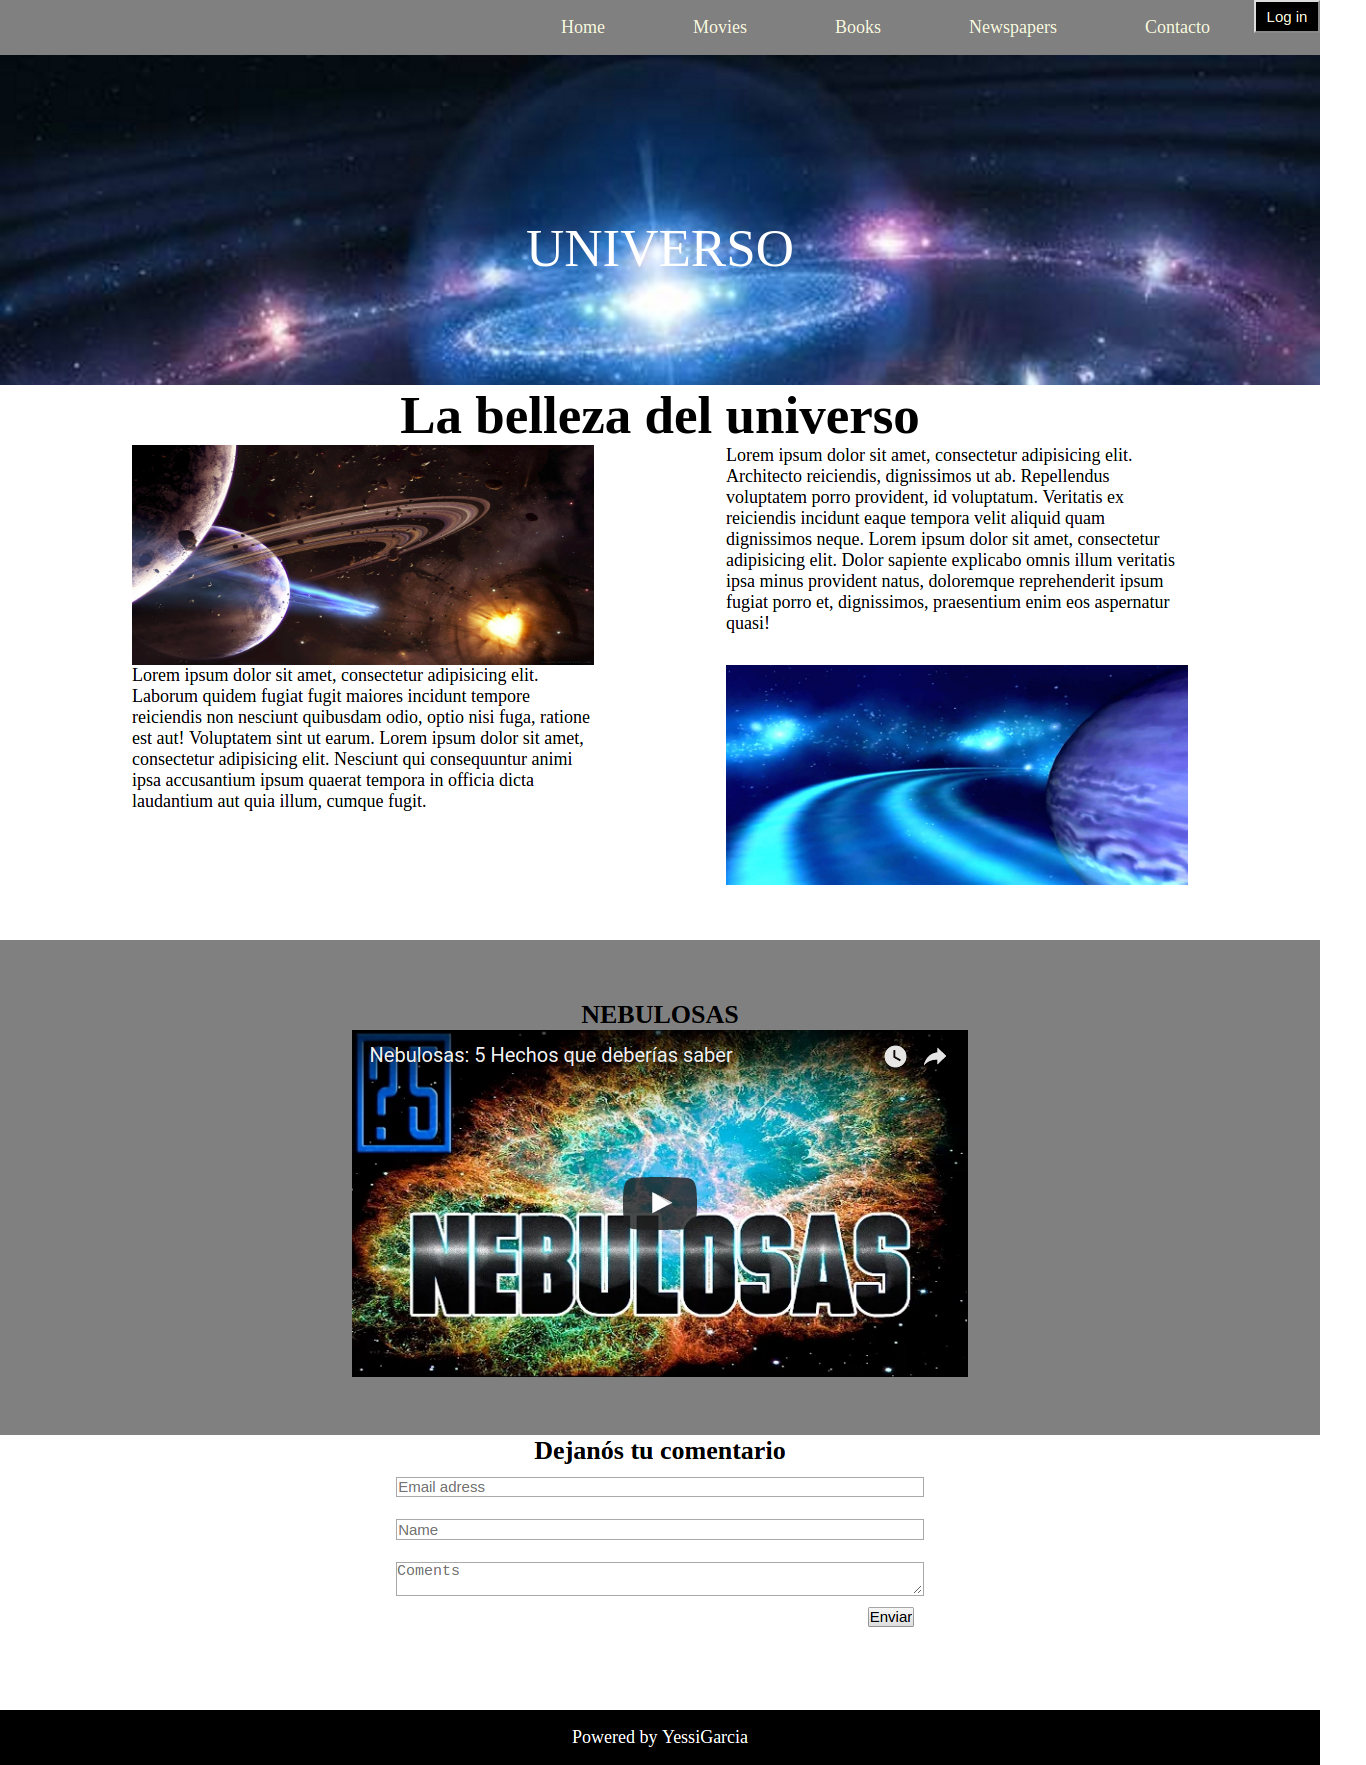 Home Movies Books Newspapers Contacto Log in
UNIVERSO
La belleza del universo
Lorem ipsum dolor sit amet, consectetur adipisicing elit.
Architecto reiciendis, dignissimos ut ab. Repellendus
voluptatem porro provident, id voluptatum. Veritatis ex
reiciendis incidunt eaque tempora velit aliquid quam
dignissimos neque. Lorem ipsum dolor sit amet, consectetur
adipisicing elit. Dolor sapiente explicabo omnis illum veritatis
ipsa minus provident natus, doloremque reprehenderit ipsum
fugiat porro et, dignissimos, praesentium enim eos aspernatur
quasi!
Lorem ipsum dolor sit amet, consectetur adipisicing elit.
Laborum quidem fugiat fugit maiores incidunt tempore
reiciendis non nesciunt quibusdam odio, optio nisi fuga, ratione
est aut! Voluptatem sint ut earum. Lorem ipsum dolor sit amet,
consectetur adipisicing elit. Nesciunt qui consequuntur animi
ipsa accusantium ipsum quaerat tempora in officia dicta
laudantium aut quia illum, cumque fugit.
NEBULOSAS
Nebulosas: 5 Hechos que deberías saber
?5
NEBULOSAS
Dejanós tu comentario
Email adress
Name
Coments
Enviar
Powered by YessiGarcia